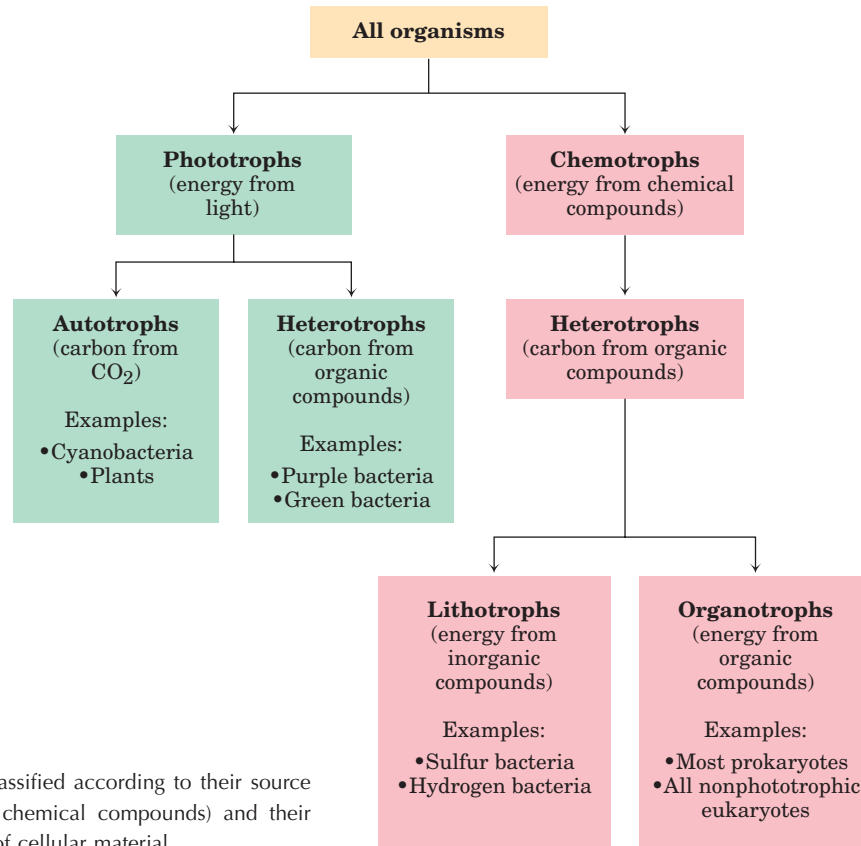 All organisms
Phototrophs
(energy from
light)
Chemotrophs
(energy from chemical
compounds)
Autotrophs
(carbon from
CO2)
Examples:
•Cyanobacteria
•Plants
Heterotrophs
(carbon from
organic
compounds)
Examples:
•Purple bacteria
•Green bacteria
Heterotrophs
(carbon from organic
compounds)
Lithotrophs
(energy from
inorganic
compounds)
Examples:
•Sulfur bacteria
•Hydrogen bacteria
Organotrophs
(energy from
organic
compounds)
Examples:
•Most prokaryotes
•All nonphototrophic
eukaryotes
according to their source
chemical compounds) and their
of cellular material